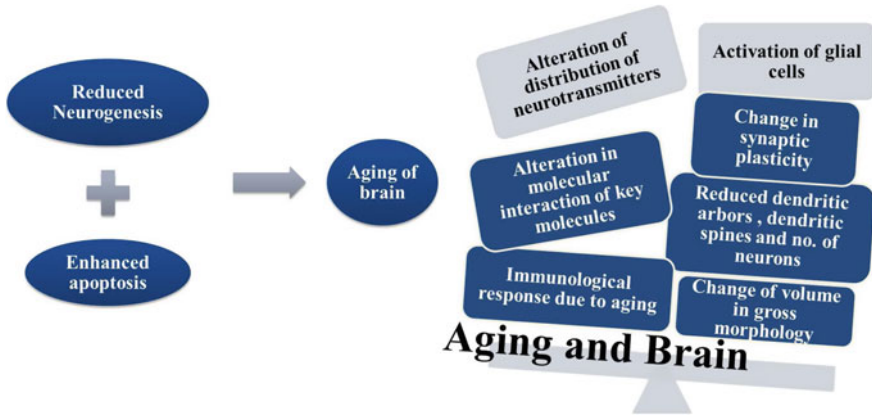 Reduced
Neurogenesis
Enhanced
apoptosis
Aging of
brain
Alteration of
distribution of
neurotransmitters
Activation of glial
cells
Alteration in
molecular
interaction of key
molecules
Change in
synaptic
plasticity
Reduced dendritic
arbors , dendritic
spines and no. of
neurons
Immunological
response due to aging
Change of volume
in gross
morphology
Aging and Brain